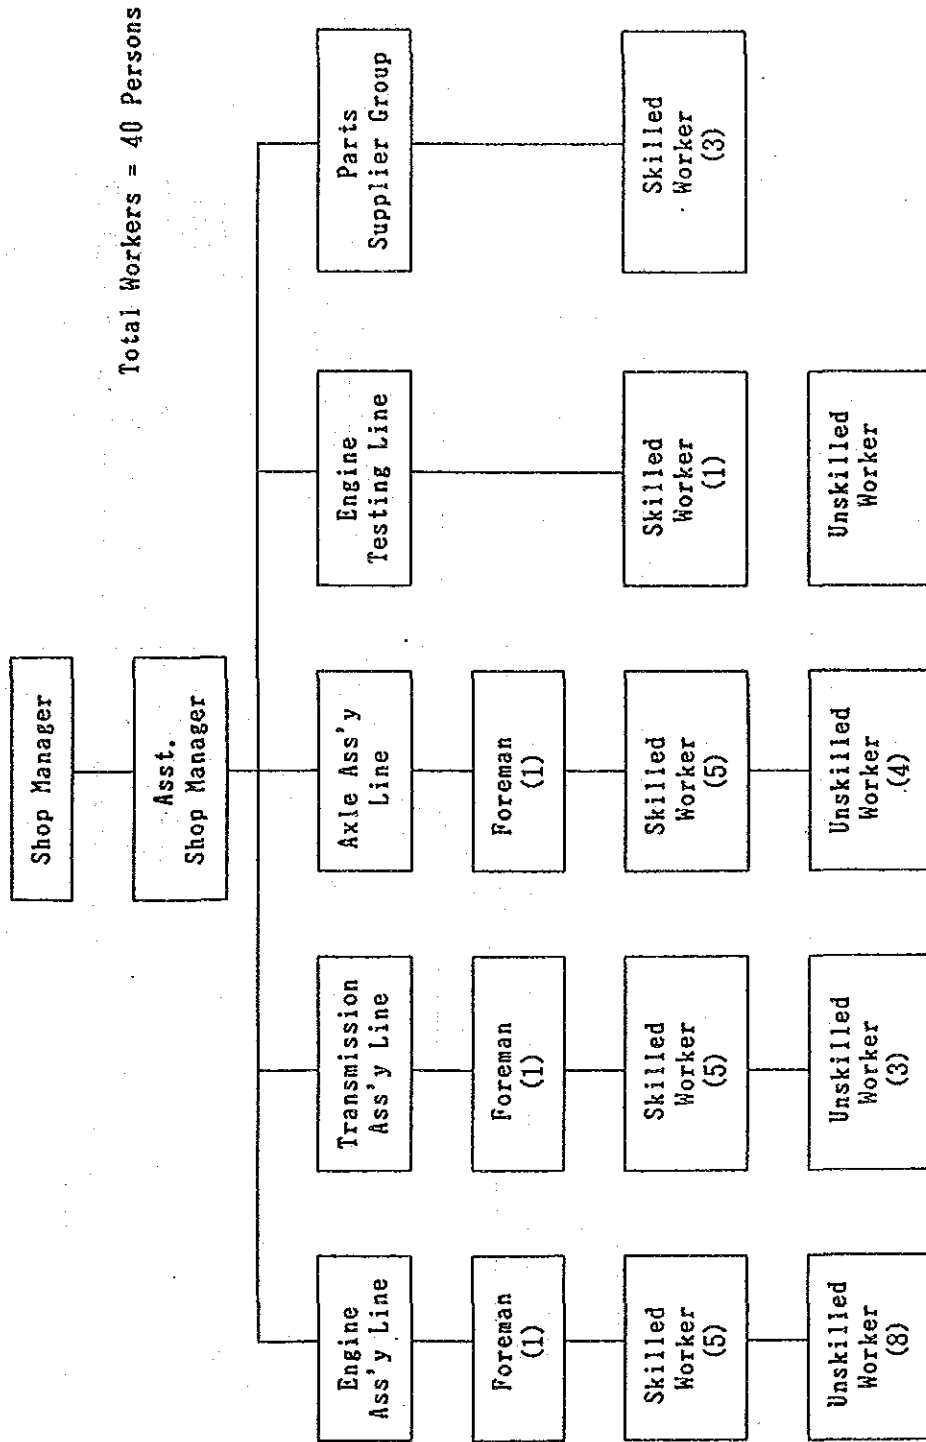 Total Workers = 40 Persons
Shop Manager
Asst.
Shop Manager
Engine
Ass'y Line
Transmission
Ass'y Line
Axle Ass'y
Line
Engine
Testing Line
Parts
Supplier Group
Foreman
(1)
Foreman
(1)
Foreman
(1)
Skilled
Worker
(5)
Skilled
Worker
(5)
Skilled
Worker
(5)
Skilled
Worker
(1)
Skilled
Worker
(3)
Unskilled
Worker
(8)
Unskilled
Worker
(3)
Unskilled
Worker
(4)
Unskilled
Worker